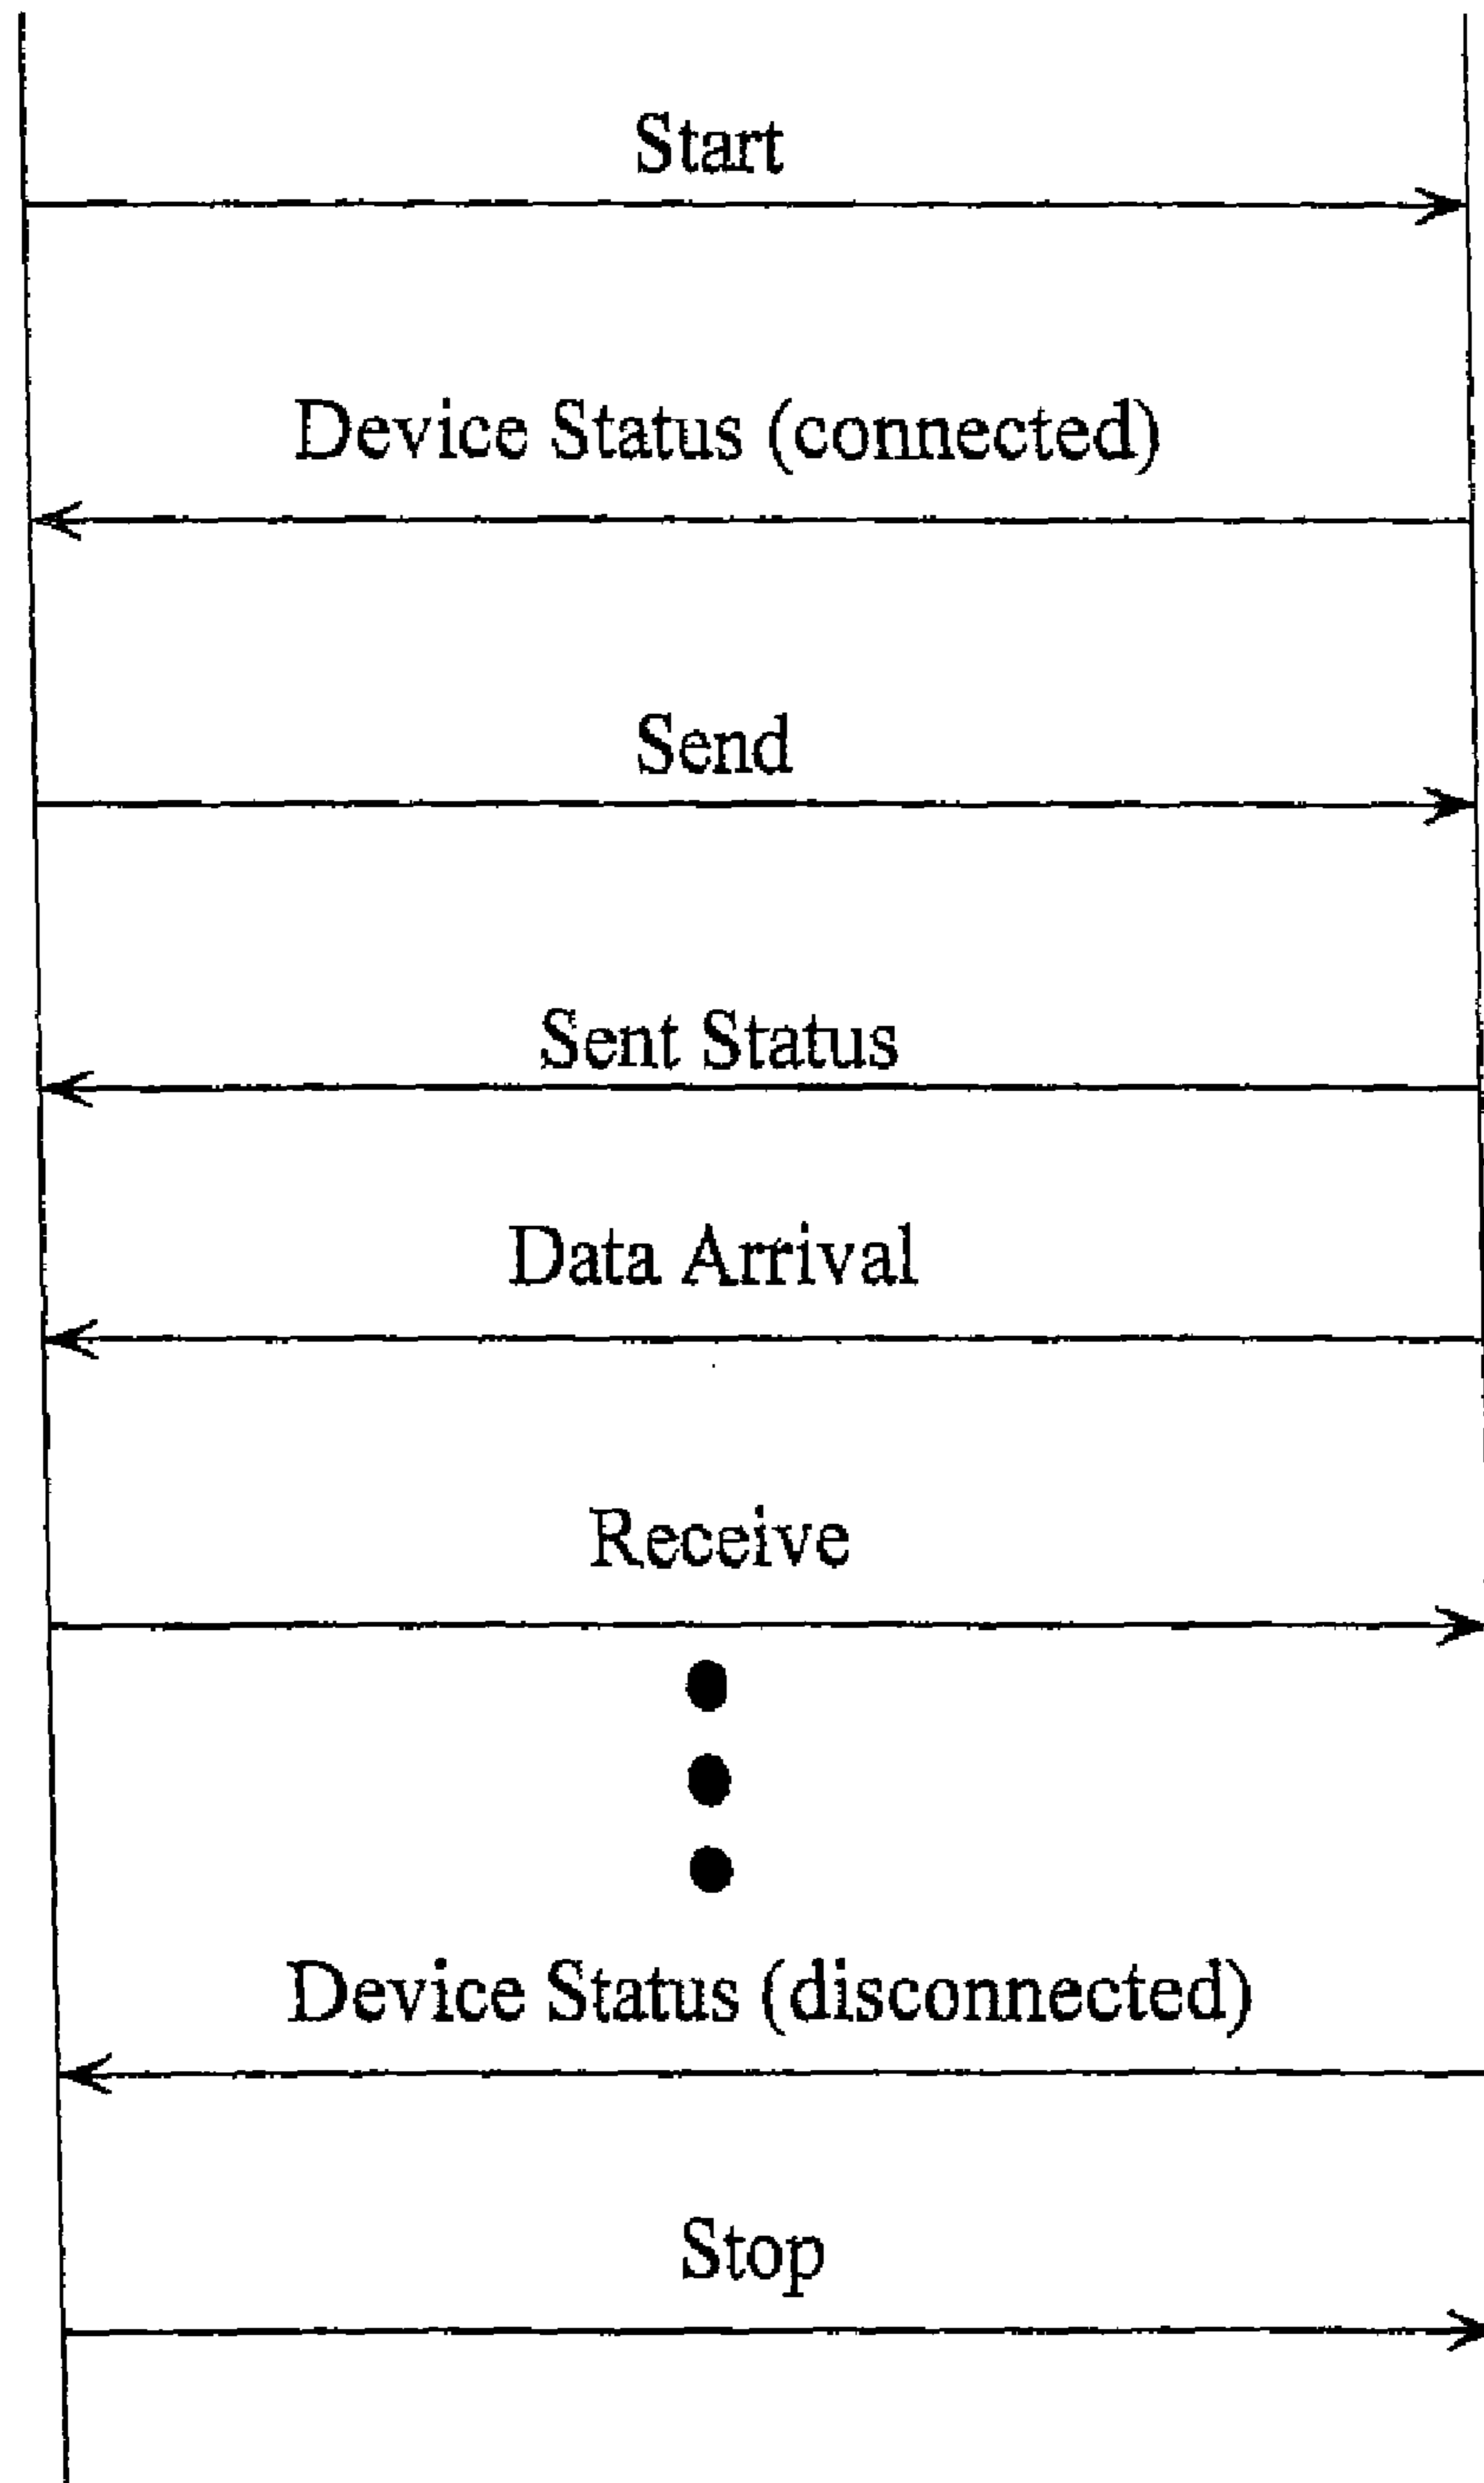 Start
Device Status (connected)
Send
Sent Status
Data Arrival
Receive
Device Status (disconnected)
Stop